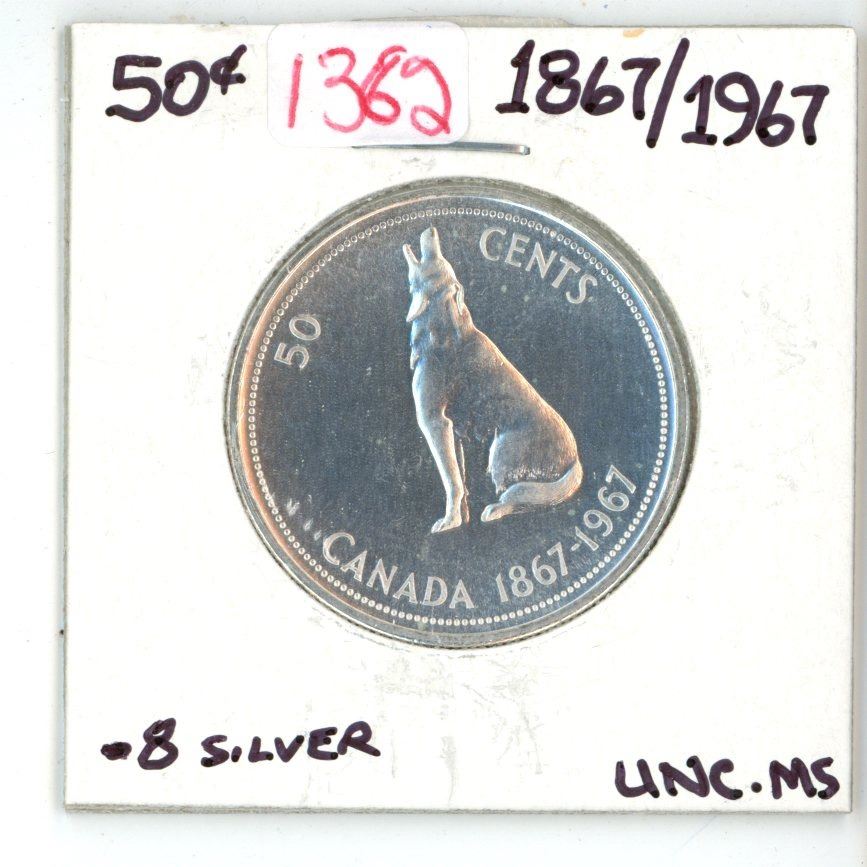 50¢ 1362 1867/1967
50 CENTS
CANADA 1867-1967
.8 SILVER
UNC. MS